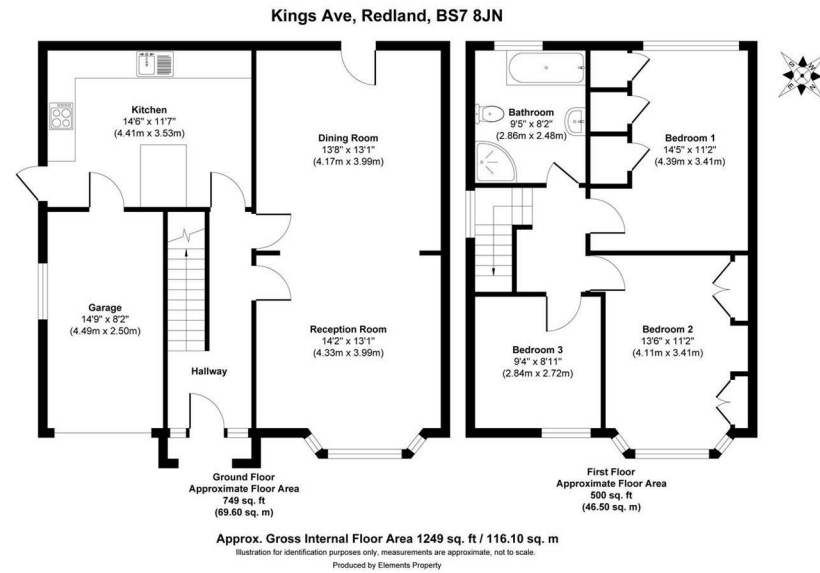 Kings Ave, Redland, BS7 8JN
Kitchen
14'6" x 11'7"
(4.41m x 3.53m)
Dining Room
13'8" x 13'1"
(4.17m x 3.99m)
Garage
14'9" x 8'2"
(4.49m x 2.50m)
Hallway
Reception Room
14'2" x 13'1"
(4.33m x 3.99m)
Ground Floor
Approximate Floor Area
749 sq. ft
(69.60 sq. m)
Bathroom
9'5" x 8'2"
(2.86m x 2.48m)
Bedroom 1
14'5" x 11'2"
(4.39m x 3.41m)
Bedroom 3
9'4" x 8'11"
(2.84m x 2.72m)
Bedroom 2
13'6" x 11'2"
(4.11m x 3.41m)
First Floor
Approximate Floor Area
500 sq. ft
(46.50 sq. m)
S
W
E
N
Approx. Gross Internal Floor Area 1249 sq. ft / 116.10 sq. m
Illustration for identification purposes only, measurements are approximate, not to scale.
Produced by Elements Property